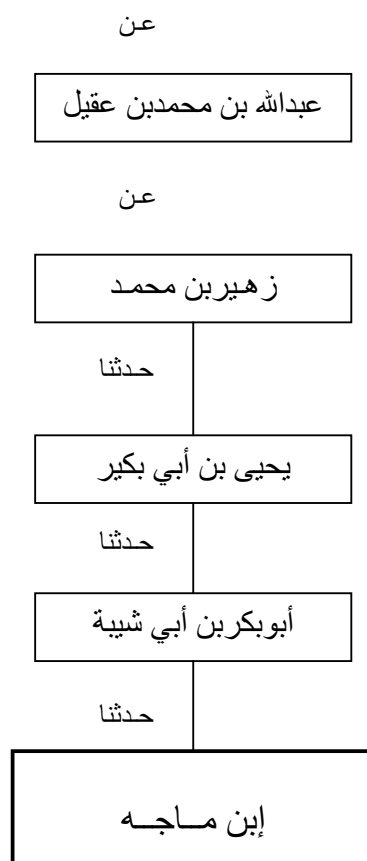 عن
عبدالله بن محمدبن عقيل
عن
زهيربن محمد
حدثنا
يحيى بن أبي بكير
حدثنا
أبوبكربن أبي شيبة
حدثنا
إبن مــاجــه